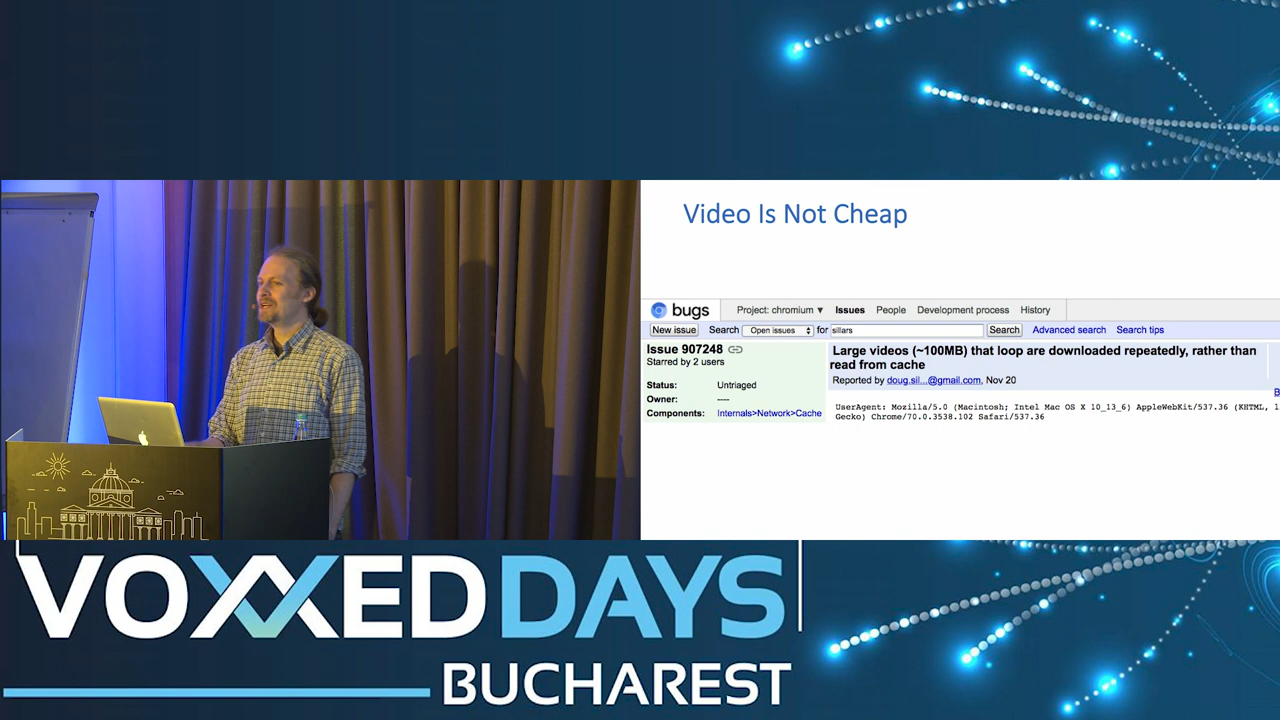 Video Is Not Cheap
bugs
Project: chromium ▼ Issues People Development process History
New issue Search Open issues for sillars Search Advanced search Search tips
Issue 907248
Starred by 2 users
Status: Untriaged
Owner: ----
Components: Internals>Network>Cache
Large videos (~100MB) that loop are downloaded repeatedly, rather than
read from cache
Reported by doug.sil...@gmail.com, Nov 20
B
UserAgent: Mozilla/5.0 (Macintosh; Intel Mac OS X 10_13_6) AppleWebKit/537.36 (KHTML, l
Gecko) Chrome/70.0.3538.102 Safari/537.36
VOXXED DAYS
BUCHAREST